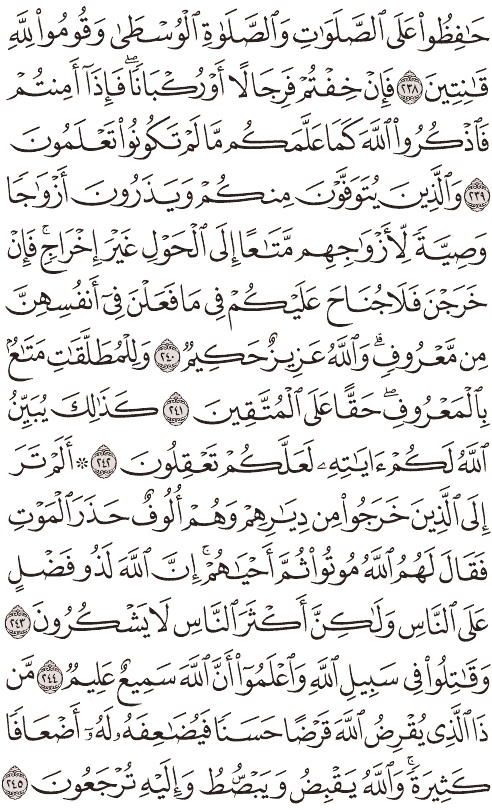 حَٰفِظُوا۟ عَلَى ٱلصَّلَوَٰتِ وَٱلصَّلَوٰةِ ٱلْوُسْطَىٰ وَقُومُوا۟ لِلَّهِ
قَٰنِتِينَ ٢٣٨ فَإِنْ خِفْتُمْ فَرِجَالًا أَوْ رُكْبَانًا ۖ فَإِذَآ أَمِنتُمْ
فَٱذْكُرُوا۟ ٱللَّهَ كَمَا عَلَّمَكُم مَّا لَمْ تَكُونُوا۟ تَعْلَمُونَ
٢٣٩ وَٱلَّذِينَ يُتَوَفَّوْنَ مِنكُمْ وَيَذَرُونَ أَزْوَٰجًا
وَصِيَّةً لِّأَزْوَٰجِهِم مَّتَٰعًا إِلَى ٱلْحَوْلِ غَيْرَ إِخْرَاجٍ ۚ فَإِنْ
خَرَجْنَ فَلَا جُنَاحَ عَلَيْكُمْ فِى مَا فَعَلْنَ فِىٓ أَنفُسِهِنَّ
مِن مَّعْرُوفٍ ۗ وَٱللَّهُ عَزِيزٌ حَكِيمٌ ٢٤٠ وَلِلْمُطَلَّقَٰتِ مَتَٰعٌۢ
بِٱلْمَعْرُوفِ ۖ حَقًّا عَلَى ٱلْمُتَّقِينَ ٢٤١ كَذَٰلِكَ يُبَيِّنُ
ٱللَّهُ لَكُمْ ءَايَٰتِهِۦ لَعَلَّكُمْ تَعْقِلُونَ ٢٤٢ ۞ أَلَمْ تَرَ
إِلَى ٱلَّذِينَ خَرَجُوا۟ مِن دِيَٰرِهِمْ وَهُمْ أُلُوفٌ حَذَرَ ٱلْمَوْتِ
فَقَالَ لَهُمُ ٱللَّهُ مُوتُوا۟ ثُمَّ أَحْيَٰهُمْ ۚ إِنَّ ٱللَّهَ لَذُو فَضْلٍ
عَلَى ٱلنَّاسِ وَلَٰكِنَّ أَكْثَرَ ٱلنَّاسِ لَا يَشْكُرُونَ ٢٤٣
وَقَٰتِلُوا۟ فِى سَبِيلِ ٱللَّهِ وَٱعْلَمُوٓا۟ أَنَّ ٱللَّهَ سَمِيعٌ عَلِيمٌ ٢٤٤ مَّن
ذَا ٱلَّذِى يُقْرِضُ ٱللَّهَ قَرْضًا حَسَنًا فَيُضَٰعِفَهُۥ لَهُۥٓ أَضْعَافًا
كَثِيرَةً ۚ وَٱللَّهُ يَقْبِضُ وَيَبْصُۜطُ وَإِلَيْهِ تُرْجَعُونَ ٢٤٥